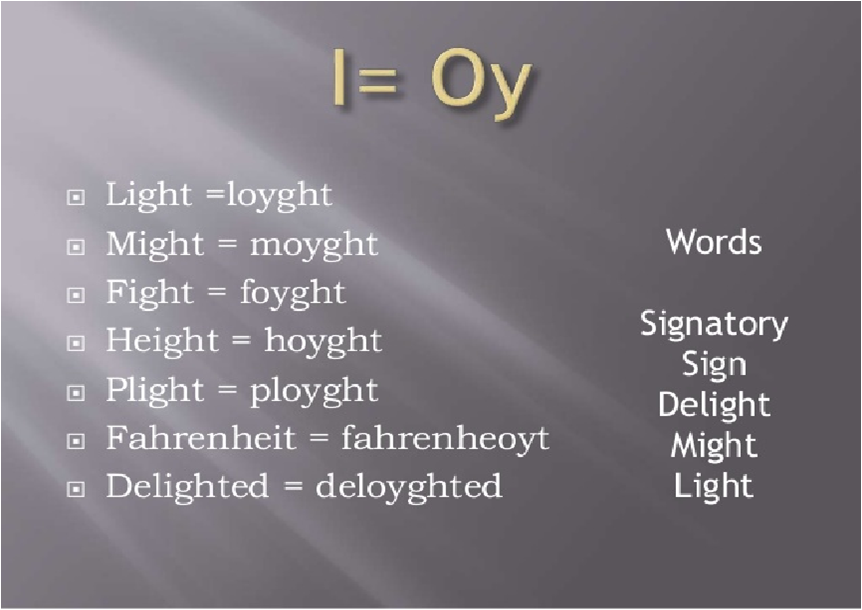 I= Oy
Light =loyght
Might = moyght
Fight = foyght
Height = hoyght
Plight = ployght
Fahrenheit = fahrenheoyt
Delighted = deloyghted
Words
Signatory
Sign
Delight
Might
Light